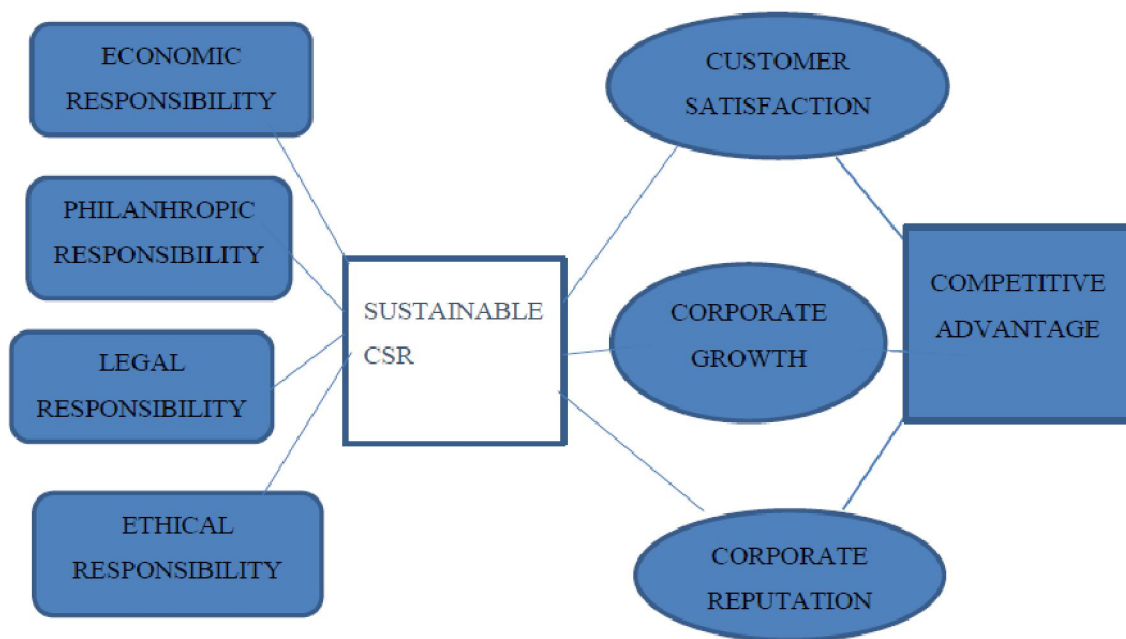 ECONOMIC
RESPONSIBILITY
PHILANHROPIC
RESPONSIBILITY
LEGAL
RESPONSIBILITY
ETHICAL
RESPONSIBILITY
SUSTAINABLE
CSR
CUSTOMER
SATISFACTION
CORPORATE
GROWTH
CORPORATE
REPUTATION
COMPETITIVE
ADVANTAGE